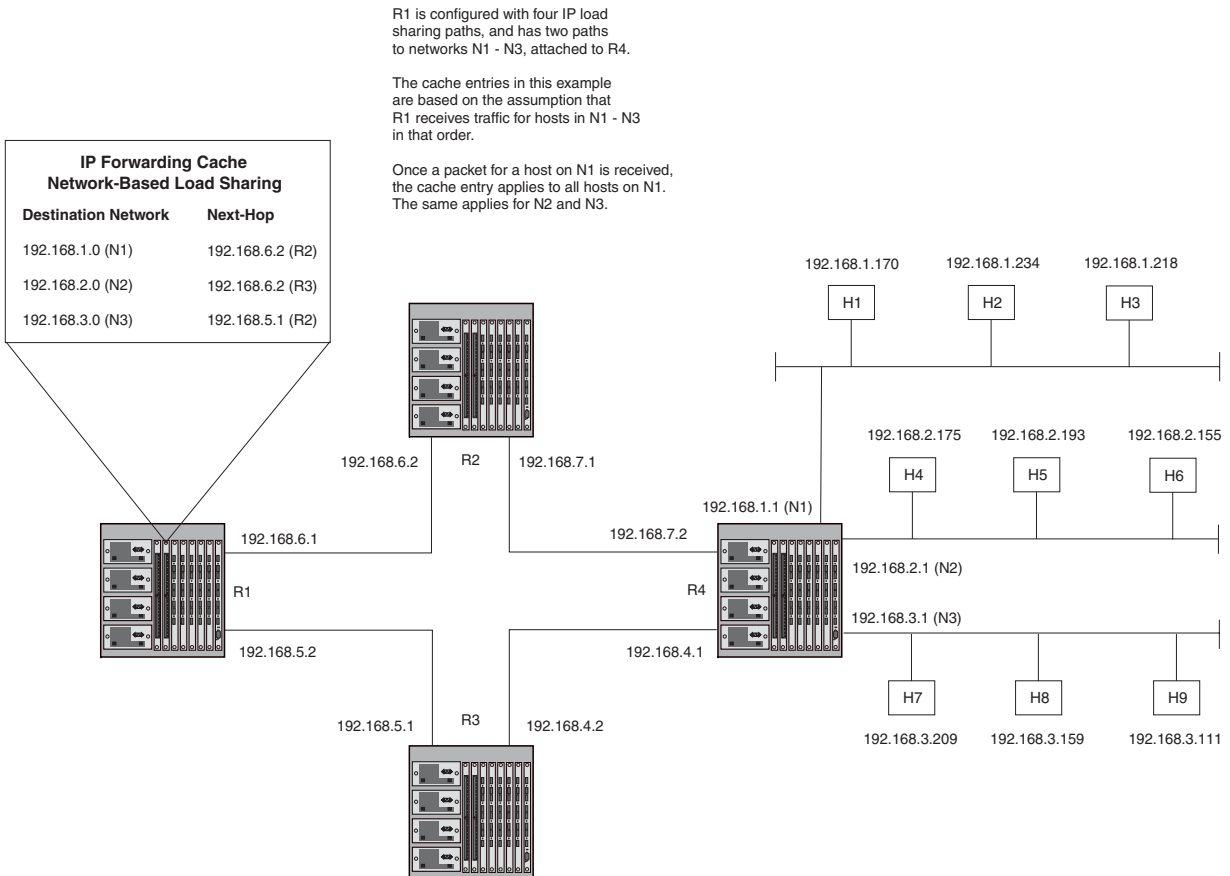 R1 is configured with four IP load
sharing paths, and has two paths
to networks N1 - N3, attached to R4.
The cache entries in this example
are based on the assumption that
R1 receives traffic for hosts in N1 - N3
in that order.
Once a packet for a host on N1 is received,
the cache entry applies to all hosts on N1.
The same applies for N2 and N3.
IP Forwarding Cache
Network-Based Load Sharing
Destination Network Next-Hop
192.168.1.0 (N1) 192.168.6.2 (R2)
192.168.2.0 (N2) 192.168.6.2 (R3)
192.168.3.0 (N3) 192.168.5.1 (R2)
192.168.1.170 192.168.1.234 192.168.1.218
H1 H2 H3
192.168.6.2 R2 192.168.7.1
192.168.2.175 192.168.2.193 192.168.2.155
H4 H5 H6
192.168.1.1 (N1)
192.168.6.1 192.168.7.2
192.168.2.1 (N2)
R1 R4
192.168.3.1 (N3)
192.168.5.2 192.168.4.1
H7 H8 H9
192.168.5.1 R3 192.168.4.2
192.168.3.209 192.168.3.159 192.168.3.111